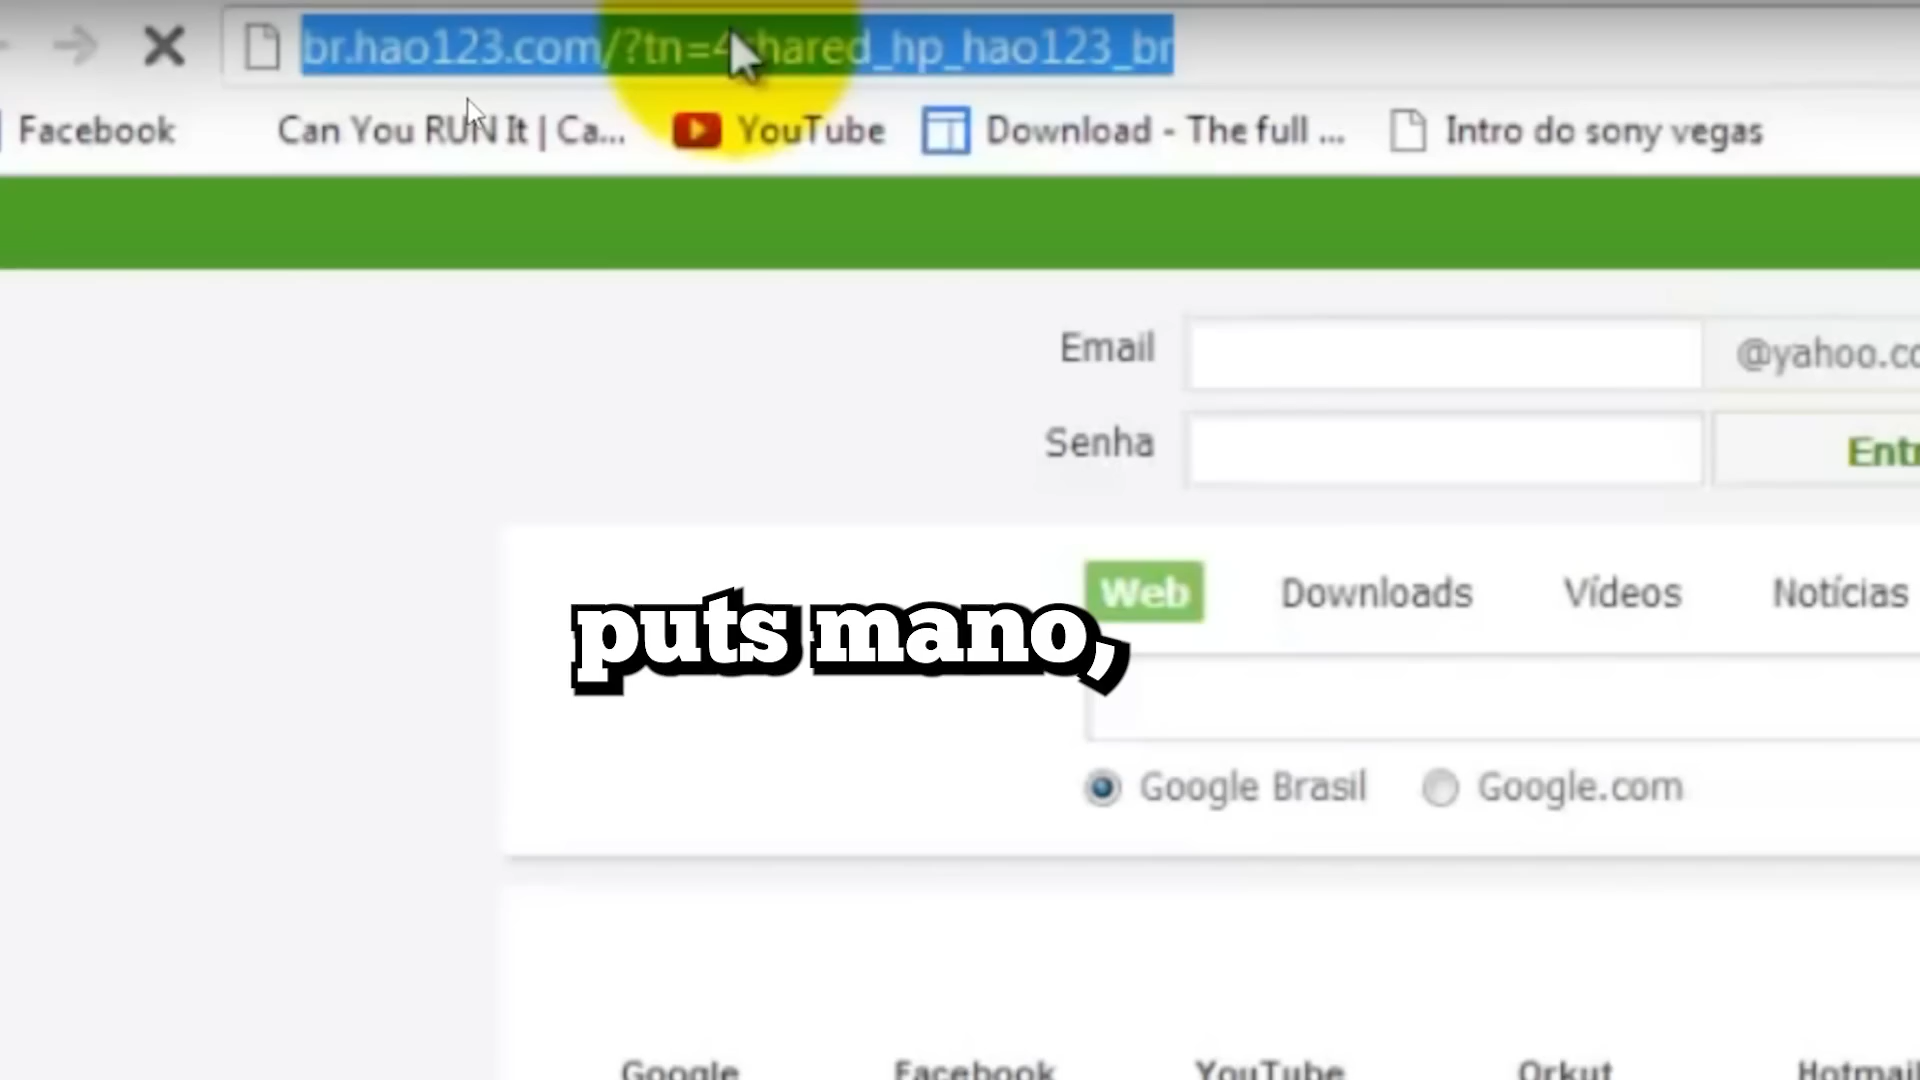 br.hao123.com/?tn=4shared_hp_hao123_br
Facebook Can You RUN It | Ca... YouTube Download - The full ... Intro do sony vegas
Email @yahoo.co
Senha Entr
Web Downloads Vídeos Notícias
puts mano,
Google Brasil Google.com
Google Facebook YouTube Orkut Hotmail